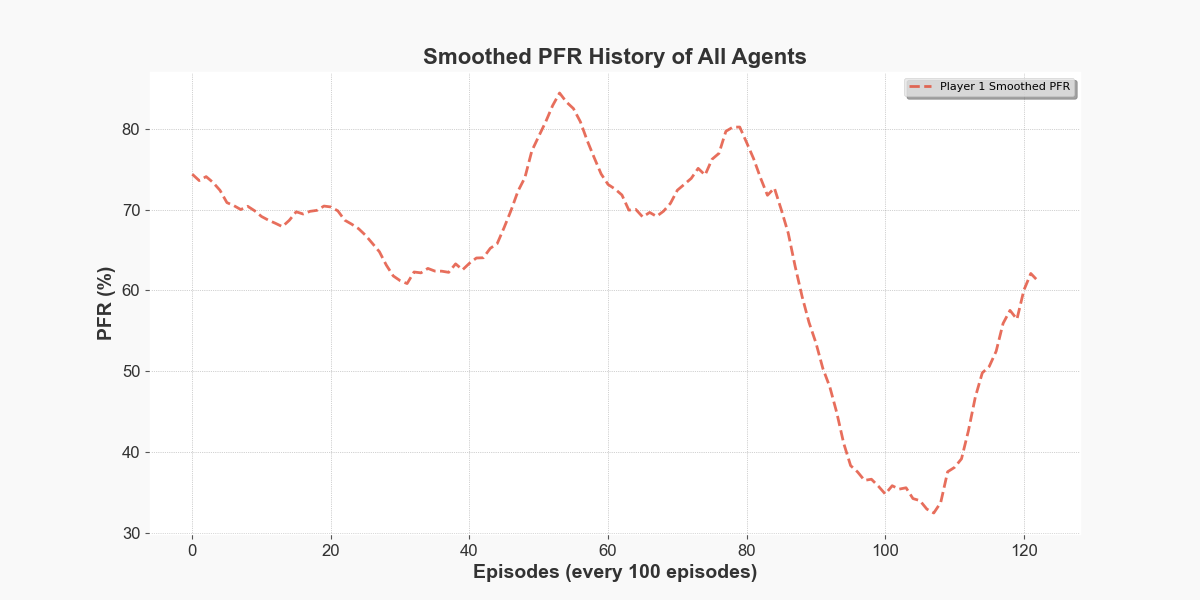 Smoothed PFR History of All Agents
Player 1 Smoothed PFR
PFR (%)
80
70
60
50
40
30
0 20 40 60 80 100 120
Episodes (every 100 episodes)